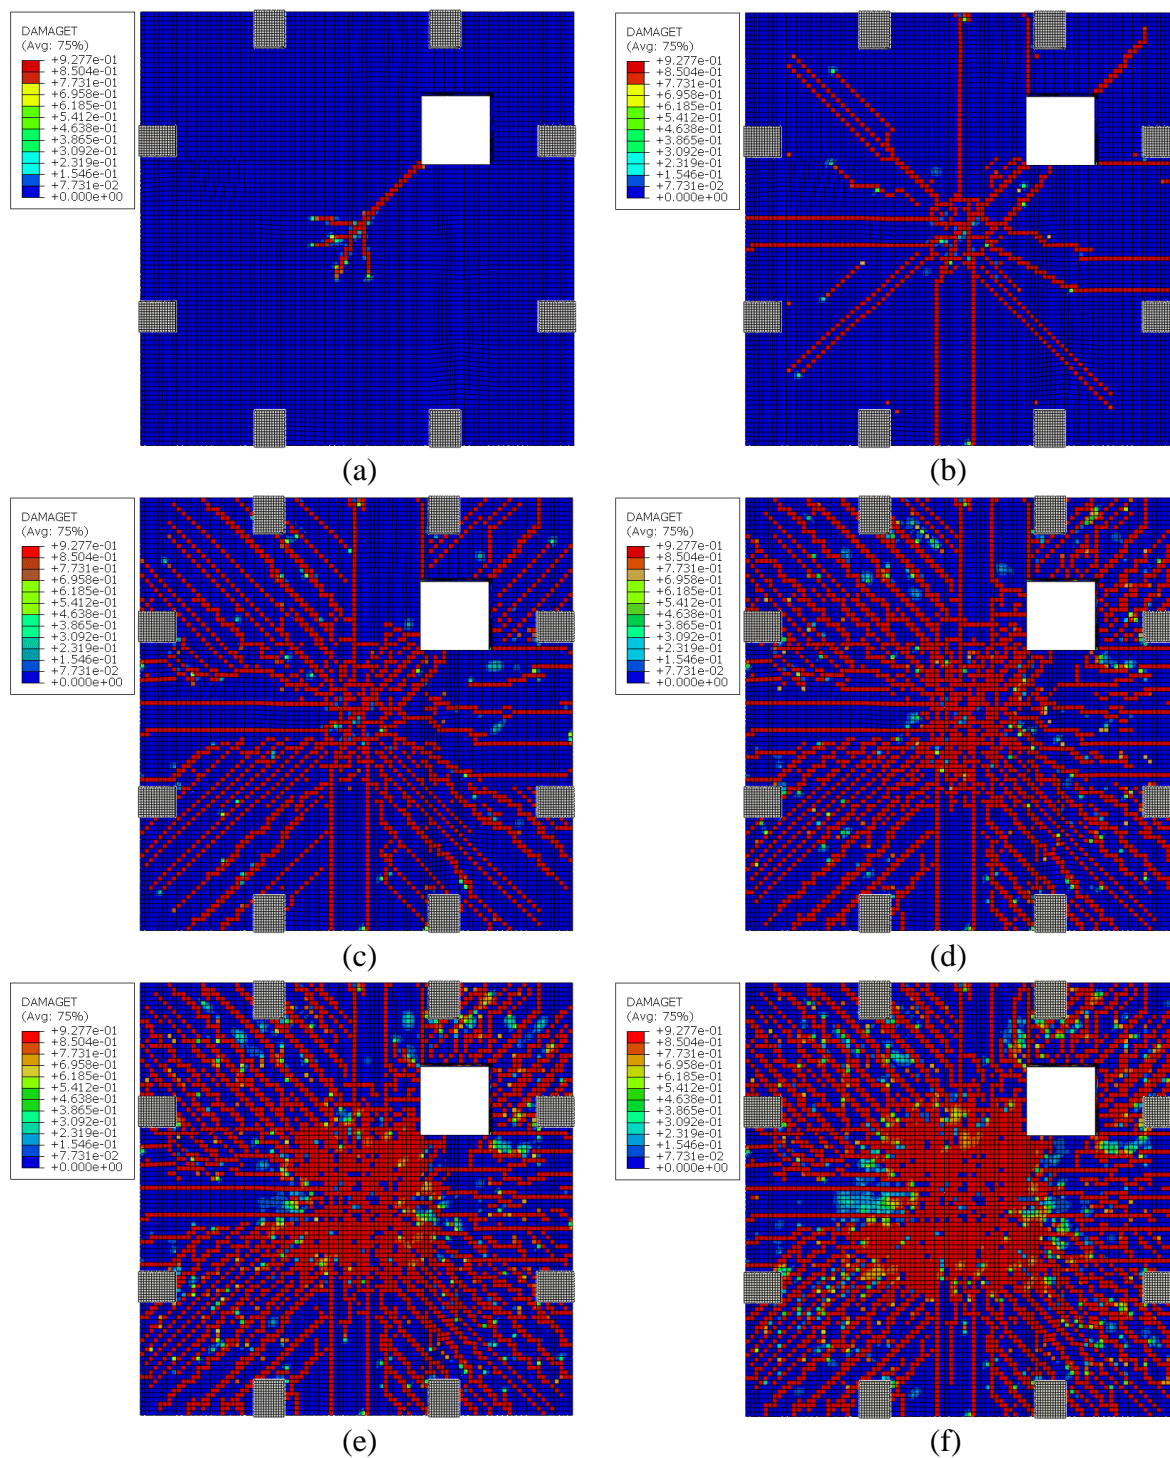 DAMAGET
(Avg: 75%)
+9.277e-01
+8.504e-01
+7.731e-01
+6.958e-01
+6.185e-01
+5.412e-01
+4.638e-01
+3.865e-01
+3.092e-01
+2.319e-01
+1.546e-01
+7.731e-02
+0.000e+00
(a)
DAMAGET
(Avg: 75%)
+9.277e-01
+8.504e-01
+7.731e-01
+6.958e-01
+6.185e-01
+5.412e-01
+4.638e-01
+3.865e-01
+3.092e-01
+2.319e-01
+1.546e-01
+7.731e-02
+0.000e+00
(b)
DAMAGET
(Avg: 75%)
+9.277e-01
+8.504e-01
+7.731e-01
+6.958e-01
+6.185e-01
+5.412e-01
+4.638e-01
+3.865e-01
+3.092e-01
+2.319e-01
+1.546e-01
+7.731e-02
+0.000e+00
(c)
DAMAGET
(Avg: 75%)
+9.277e-01
+8.504e-01
+7.731e-01
+6.958e-01
+6.185e-01
+5.412e-01
+4.638e-01
+3.865e-01
+3.092e-01
+2.319e-01
+1.546e-01
+7.731e-02
+0.000e+00
(d)
DAMAGET
(Avg: 75%)
+9.277e-01
+8.504e-01
+7.731e-01
+6.958e-01
+6.185e-01
+5.412e-01
+4.638e-01
+3.865e-01
+3.092e-01
+2.319e-01
+1.546e-01
+7.731e-02
+0.000e+00
(e)
DAMAGET
(Avg: 75%)
+9.277e-01
+8.504e-01
+7.731e-01
+6.958e-01
+6.185e-01
+5.412e-01
+4.638e-01
+3.865e-01
+3.092e-01
+2.319e-01
+1.546e-01
+7.731e-02
+0.000e+00
(f)